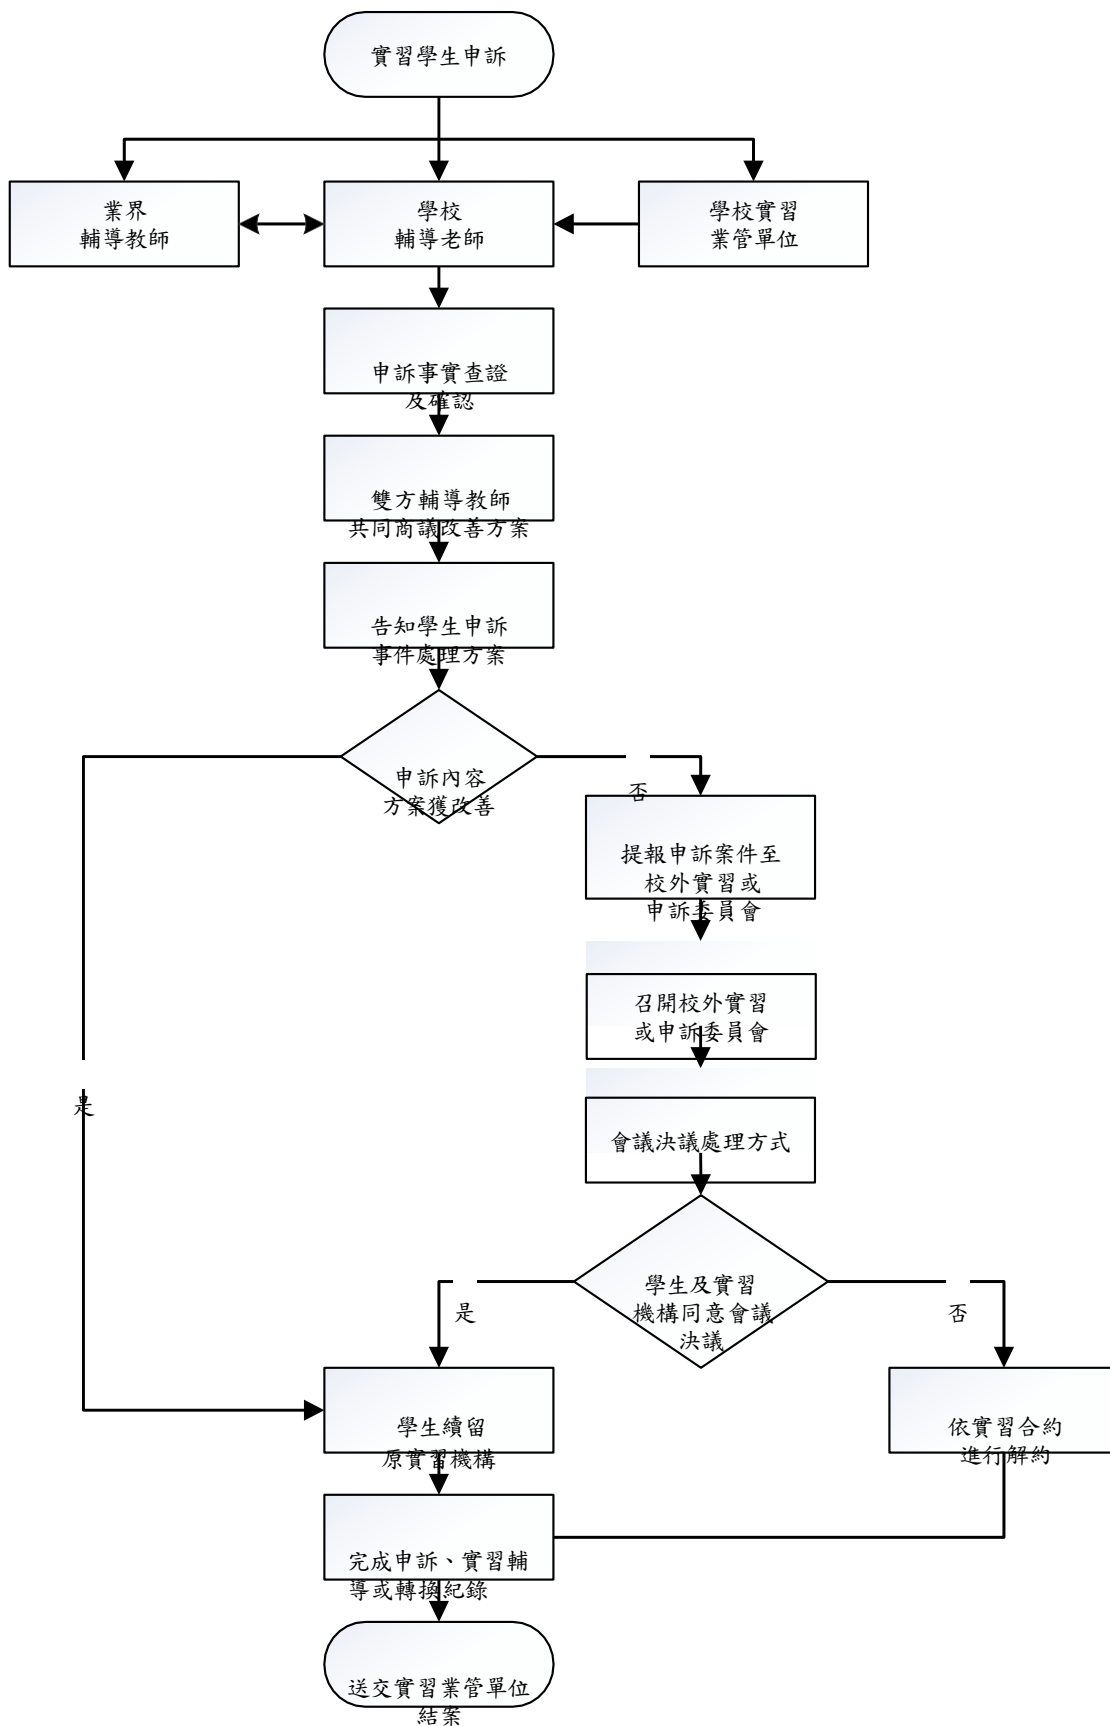 實習學生申訴
業界
輔導教師
學校
輔導老師
學校實習
業管單位
申訴事實查證
及確認
雙方輔導教師
共同商議改善方案
告知學生申訴
事件處理方案
申訴內容
方案獲改善
否
提報申訴案件至
校外實習或
申訴委員會
召開校外實習
或申訴委員會
是
會議決議處理方式
學生及實習
機構同意會議
決議
是
否
學生續留
原實習機構
依實習合約
進行解約
完成申訴、實習輔
導或轉換紀錄
送交實習業管單位
結案